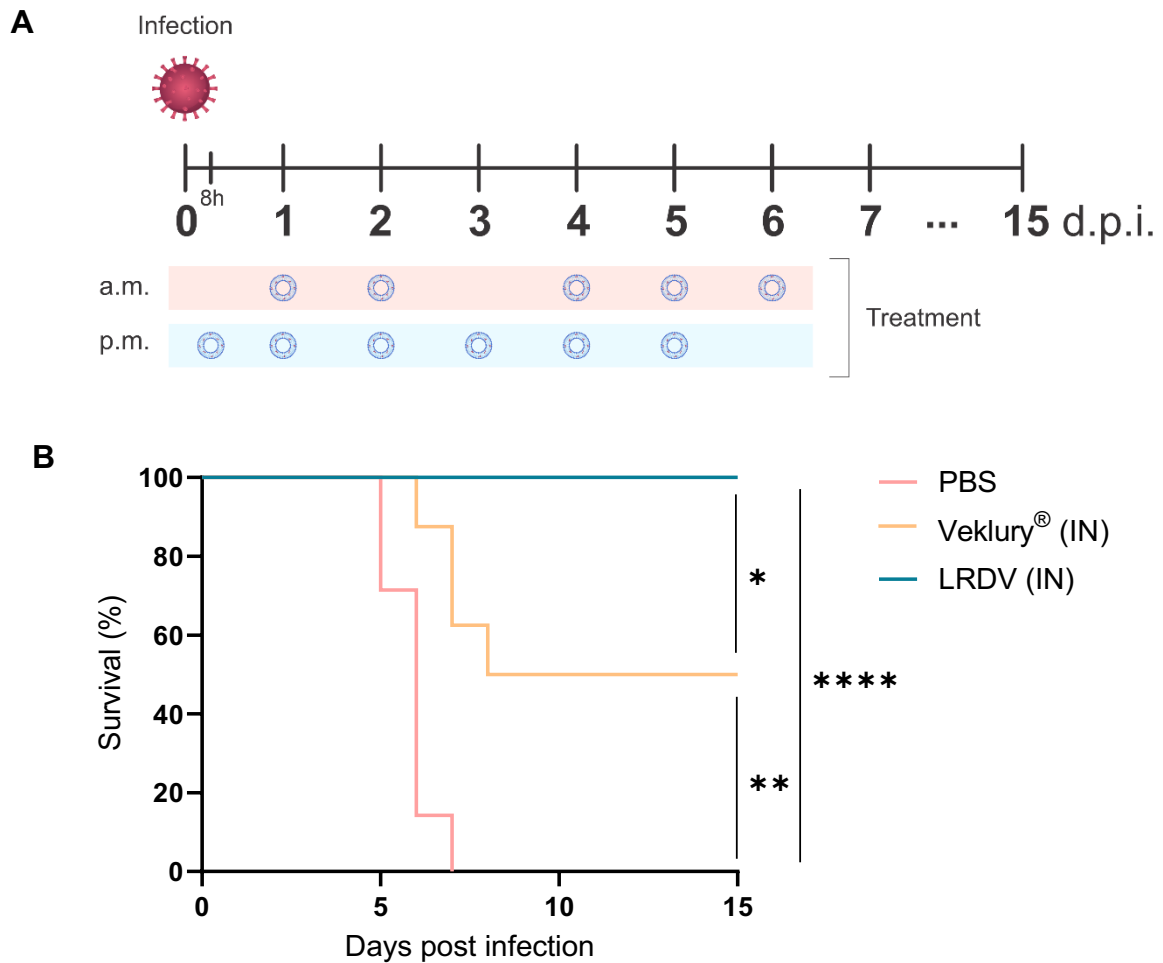 A
Infection
8h
0 1 2 3 4 5 6 7 ... 15 d.p.i.
a.m.
p.m.
Treatment
B
Survival (%)
100
80
60
40
20
0
0 5 10 15
Days post infection
PBS
Veklury® (IN)
LRDV (IN)
*
****
**